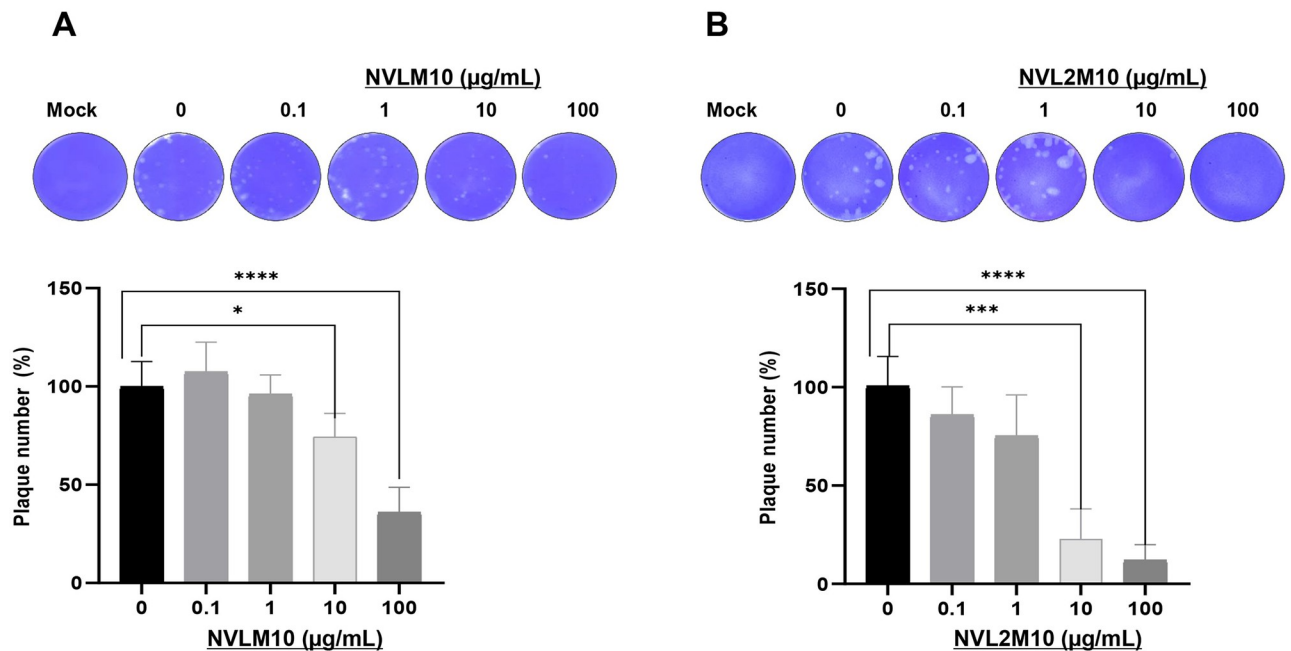 A
NVLM10 (µg/mL)
Mock 0 0.1 1 10 100
150
100
50
0
Plaque number (%)
****
*
0 0.1 1 10 100
NVLM10 (µg/mL)
B
NVL2M10 (µg/mL)
Mock 0 0.1 1 10 100
150
100
50
0
Plaque number (%)
****
***
0 0.1 1 10 100
NVL2M10 (µg/mL)